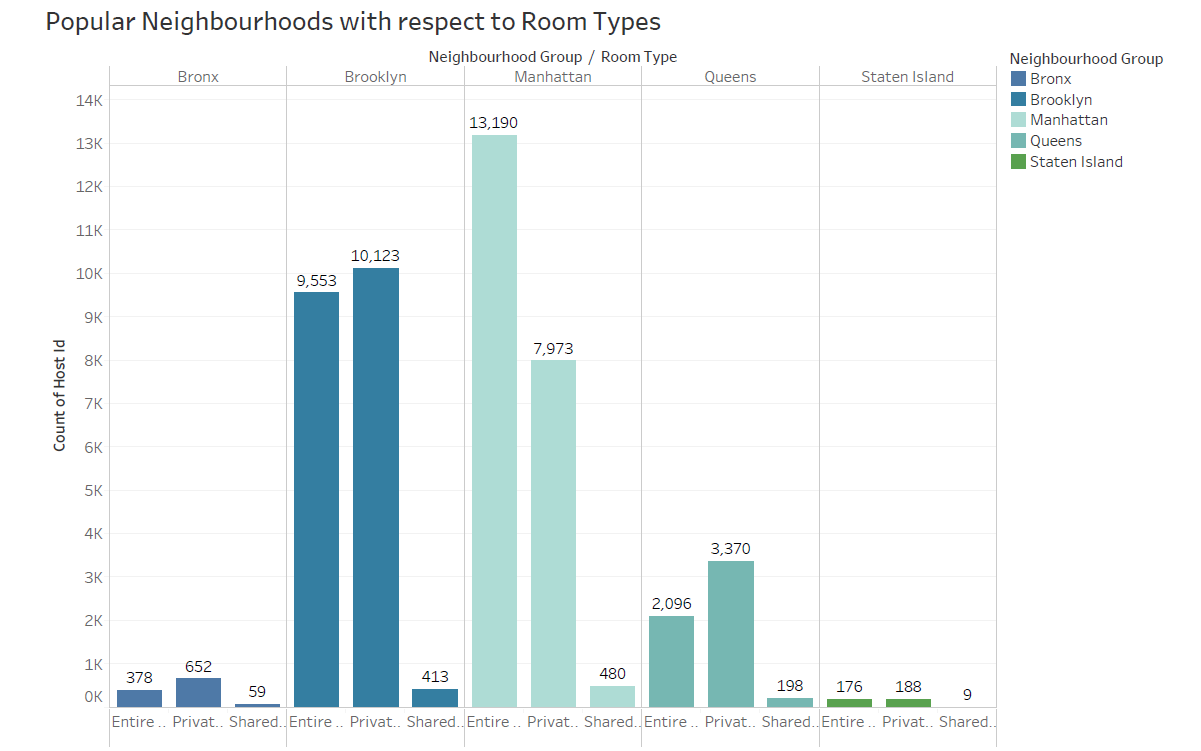 Popular Neighbourhoods with respect to Room Types
Neighbourhood Group / Room Type
Bronx Brooklyn Manhattan Queens Staten Island
Neighbourhood Group
Bronx
Brooklyn
Manhattan
Queens
Staten Island
Count of Host Id
14K
13K
12K
11K
10K
9K
8K
7K
6K
5K
4K
3K
2K
1K
0K
378 652 59
9,553 10,123 413
13,190 7,973 480
2,096 3,370 198
176 188 9
Entire .. Privat.. Shared.. Entire .. Privat.. Shared.. Entire .. Privat.. Shared.. Entire .. Privat.. Shared.. Entire .. Privat.. Shared..